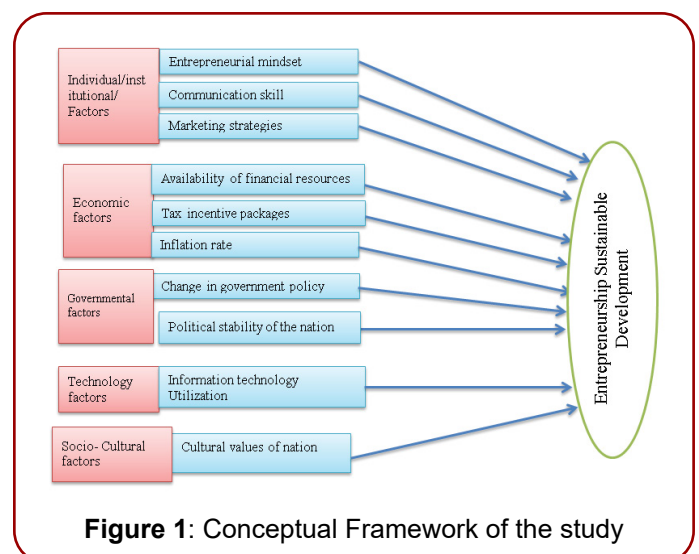 Individual/inst
itutional/
Factors
Entrepreneurial mindset
Communication skill
Marketing strategies
Economic
factors
Availability of financial resources
Tax incentive packages
Inflation rate
Governmental
factors
Change in government policy
Political stability of the nation
Technology
factors
Information technology
Utilization
Socio- Cultural
factors
Cultural values of nation
Entrepreneurship Sustainable
Development
Figure 1: Conceptual Framework of the study